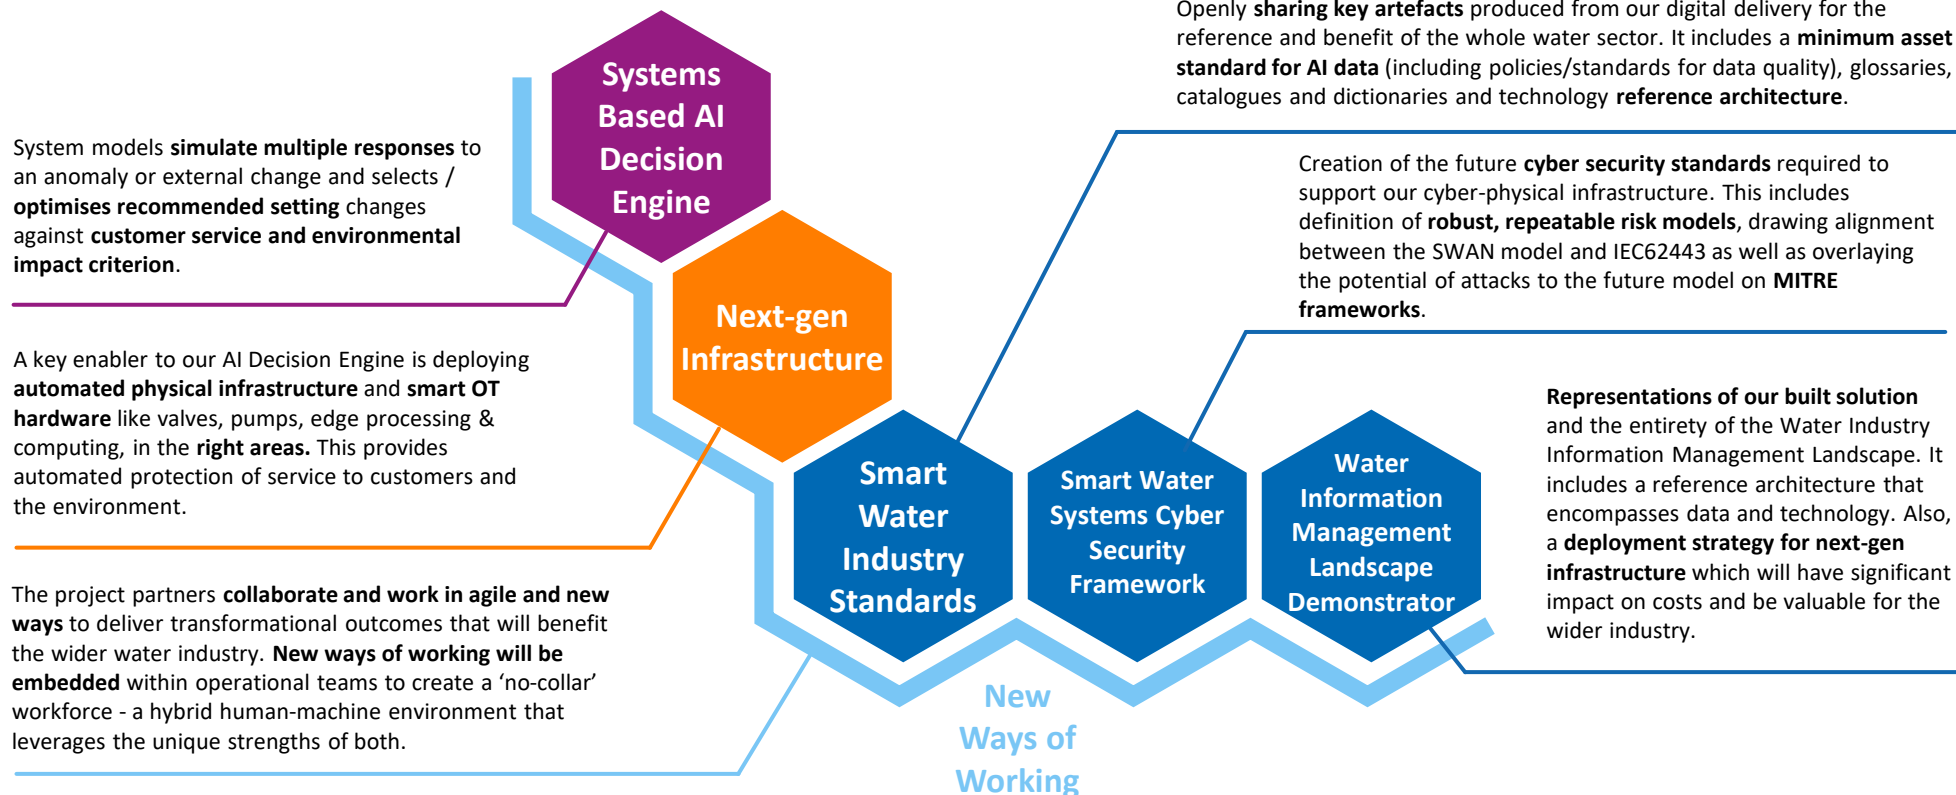 Openly sharing key artefacts produced from our digital delivery for the
reference and benefit of the whole water sector. It includes a minimum asset
standard for AI data (including policies/standards for data quality), glossaries,
catalogues and dictionaries and technology reference architecture.
Systems
Based AI
Decision
Engine
System models simulate multiple responses to
an anomaly or external change and selects /
optimises recommended setting changes
against customer service and environmental
impact criterion.
Creation of the future cyber security standards required to
support our cyber-physical infrastructure. This includes
definition of robust, repeatable risk models, drawing alignment
between the SWAN model and IEC62443 as well as overlaying
the potential of attacks to the future model on MITRE
frameworks.
Next-gen
Infrastructure
A key enabler to our AI Decision Engine is deploying
automated physical infrastructure and smart OT
hardware like valves, pumps, edge processing &
computing, in the right areas. This provides
automated protection of service to customers and
the environment.
Representations of our built solution
and the entirety of the Water Industry
Information Management Landscape. It
includes a reference architecture that
encompasses data and technology. Also,
a deployment strategy for next-gen
infrastructure which will have significant
impact on costs and be valuable for the
wider industry.
Smart
Water
Industry
Standards
Smart Water
Systems Cyber
Security
Framework
Water
Information
Management
Landscape
Demonstrator
The project partners collaborate and work in agile and new
ways to deliver transformational outcomes that will benefit
the wider water industry. New ways of working will be
embedded within operational teams to create a ‘no-collar’
workforce - a hybrid human-machine environment that
leverages the unique strengths of both.
New
Ways of
Working